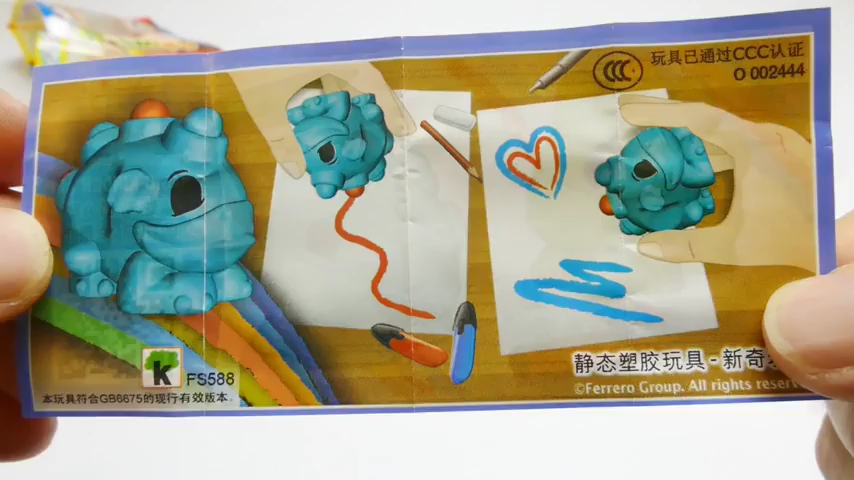 CCC
玩具已通过CCC认证
O 002444
K
FS588
本玩具符合GB6675的现行有效版本.
静态塑胶玩具-新奇
©Ferrero Group. All rights